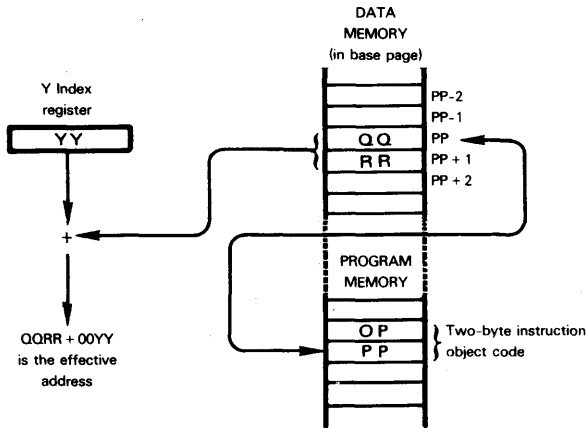 DATA
MEMORY
(in base page)
Y Index
register
YY
PP-2
PP-1
QQ
PP
RR
PP + 1
PP + 2
+
PROGRAM
MEMORY
QQRR + 00YY
is the effective
address
OP
PP
Two-byte instruction
object code